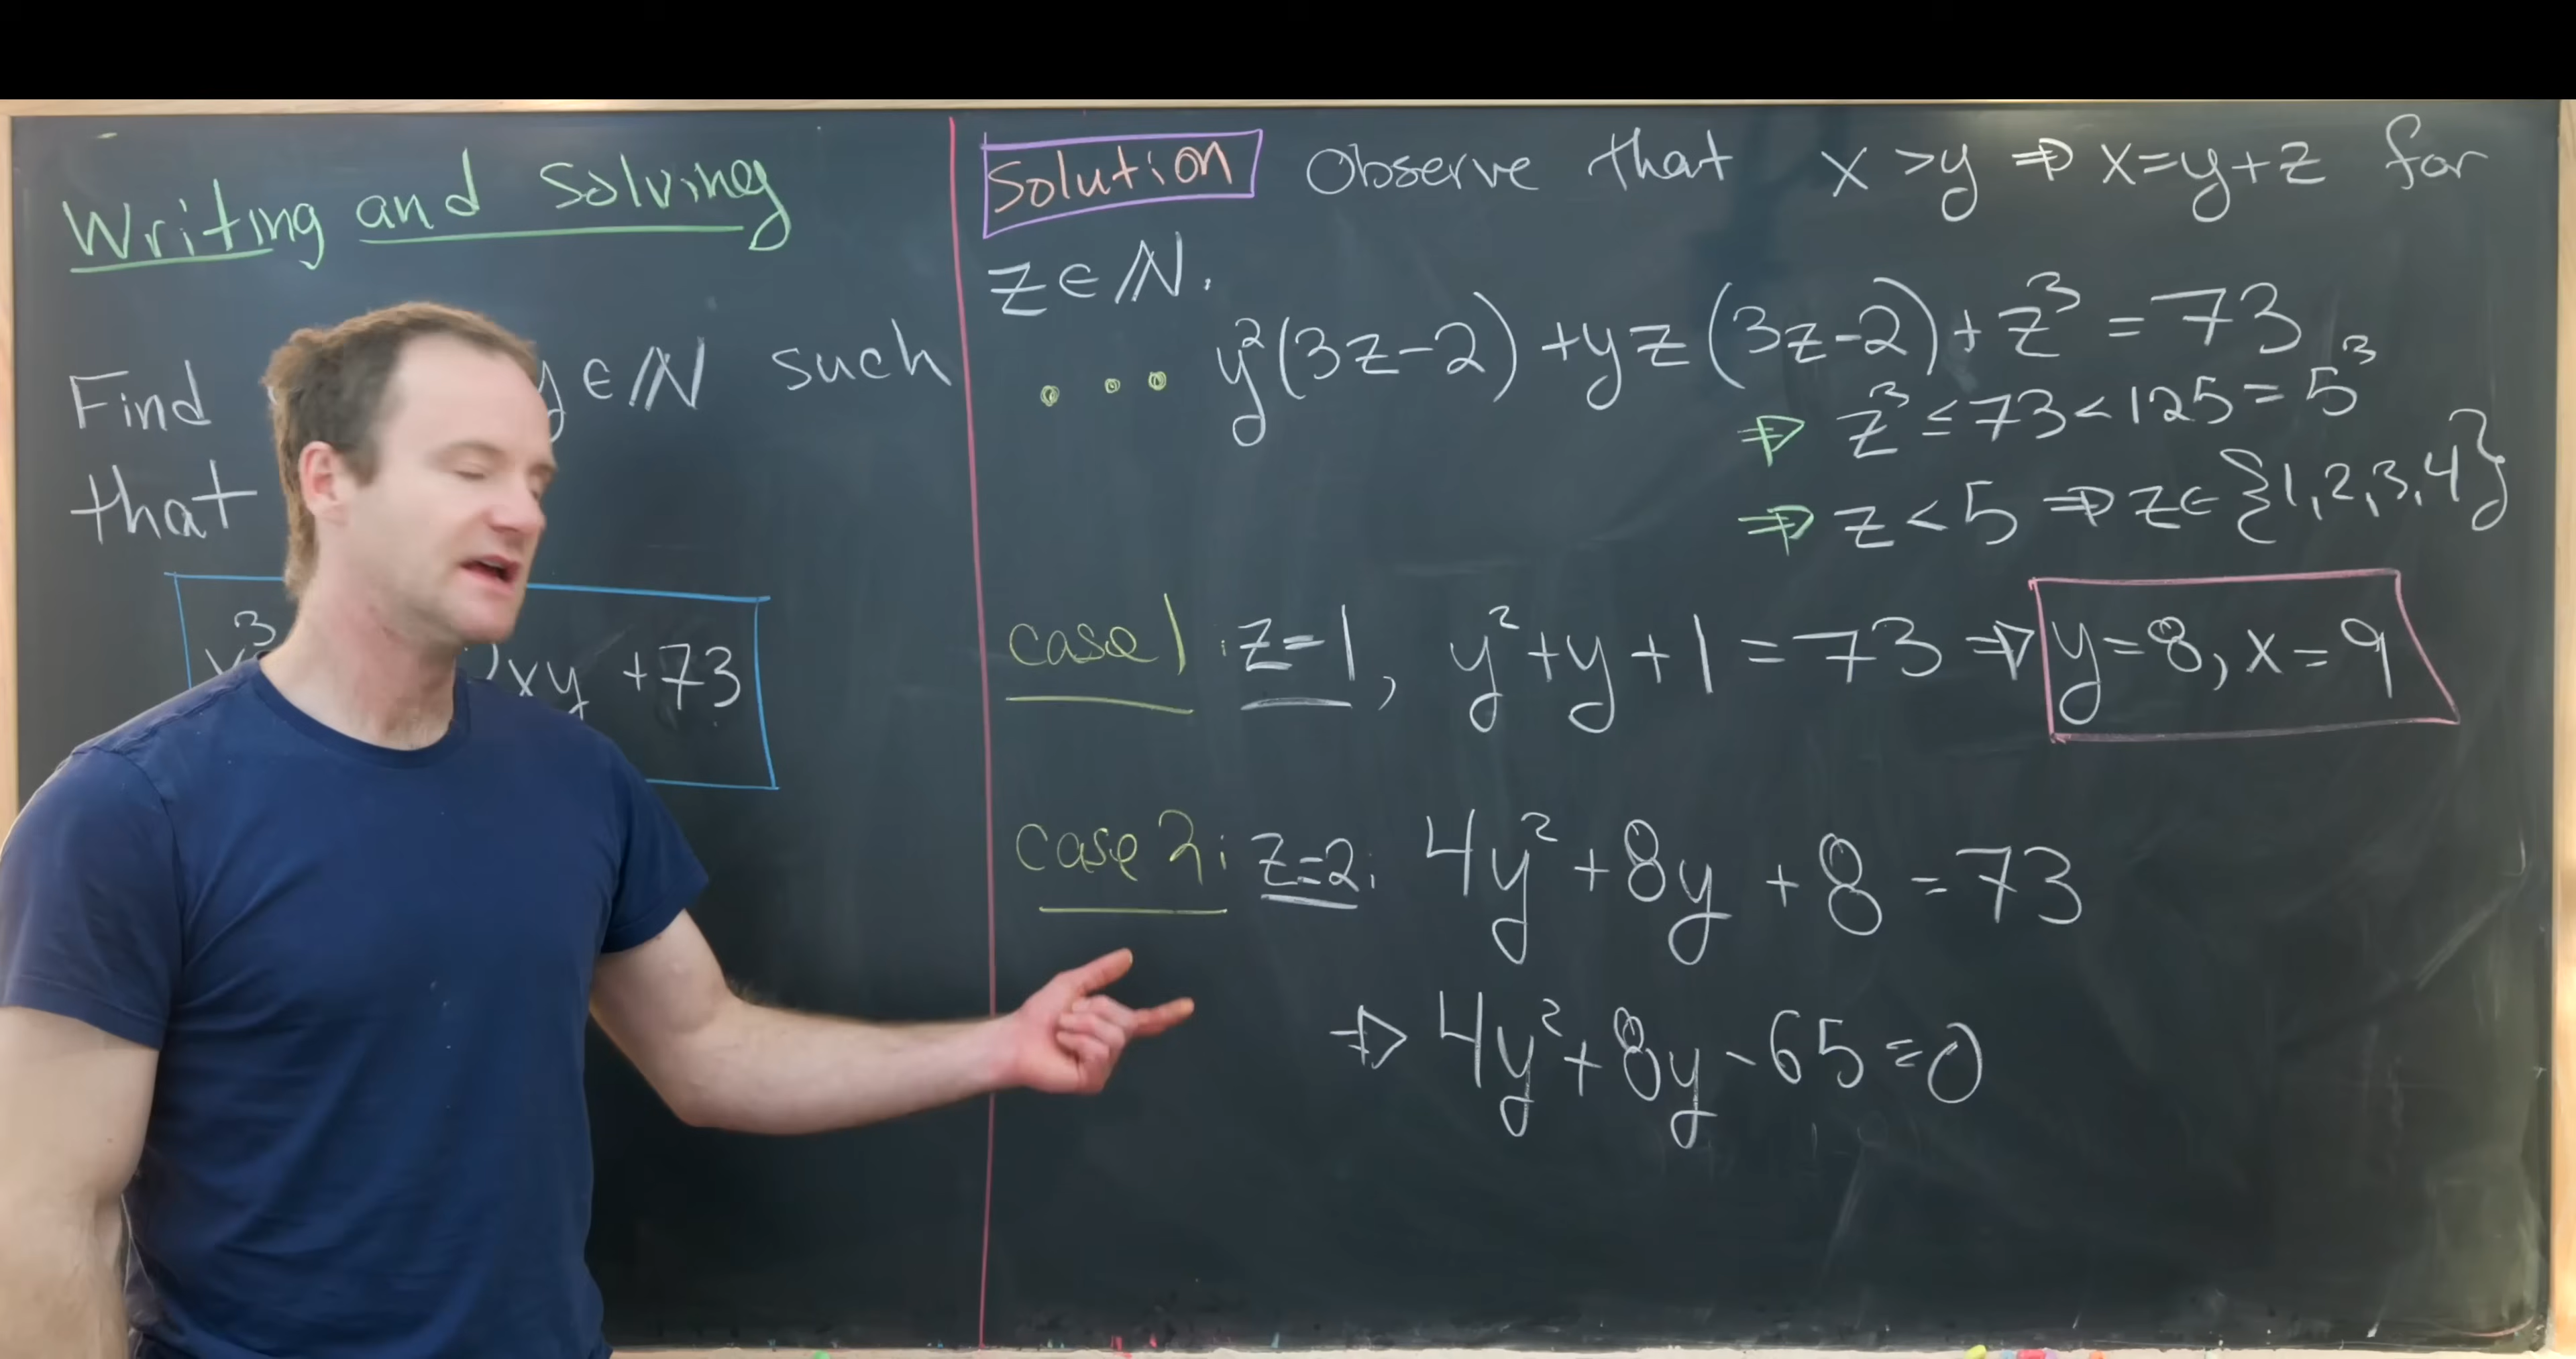 Writing and Solving
Find y ∈ ℕ such
that
3 xy + 73
Solution Observe that x > y ⇒ x = y + z for
z ∈ ℕ.
... y²(3z-2) + yz(3z-2) + z³ = 73
⇒ z³ ≤ 73 < 125 = 5³
⇒ z < 5 ⇒ z ∈ {1,2,3,4}
case 1: z=1, y² + y + 1 = 73 ⇒ y=8, x=9
case 2: z=2: 4y² + 8y + 8 = 73
⇒ 4y² + 8y - 65 = 0